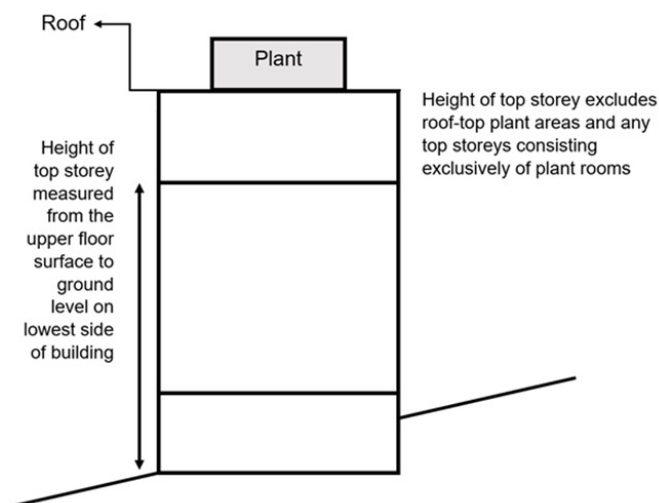 Roof
Plant
Height of top storey excludes
roof-top plant areas and any
top storeys consisting
exclusively of plant rooms
Height of
top storey
measured
from the
upper floor
surface to
ground
level on
lowest side
of building